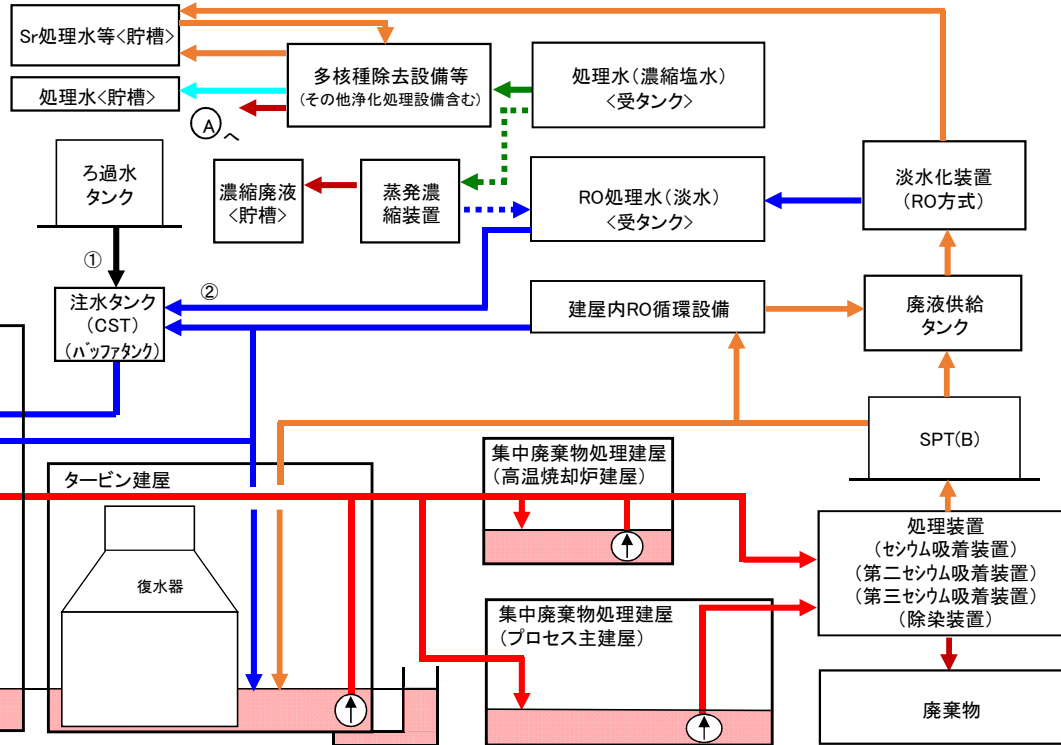 Sr処理水等<貯槽>
処理水<貯槽>
多核種除去設備等
(その他浄化処理設備含む)
処理水(濃縮塩水)
<受タンク>
Ⓐへ
ろ過水
タンク
濃縮廃液
<貯槽>
蒸発濃
縮装置
RO処理水(淡水)
<受タンク>
淡水化装置
(RO方式)
①
②
注水タンク
(CST)
(バッファタンク)
建屋内RO循環設備
廃液供給
タンク
SPT(B)
タービン建屋
復水器
集中廃棄物処理建屋
(高温焼却炉建屋)
集中廃棄物処理建屋
(プロセス主建屋)
処理装置
(セシウム吸着装置)
(第二セシウム吸着装置)
(第三セシウム吸着装置)
(除染装置)
廃棄物